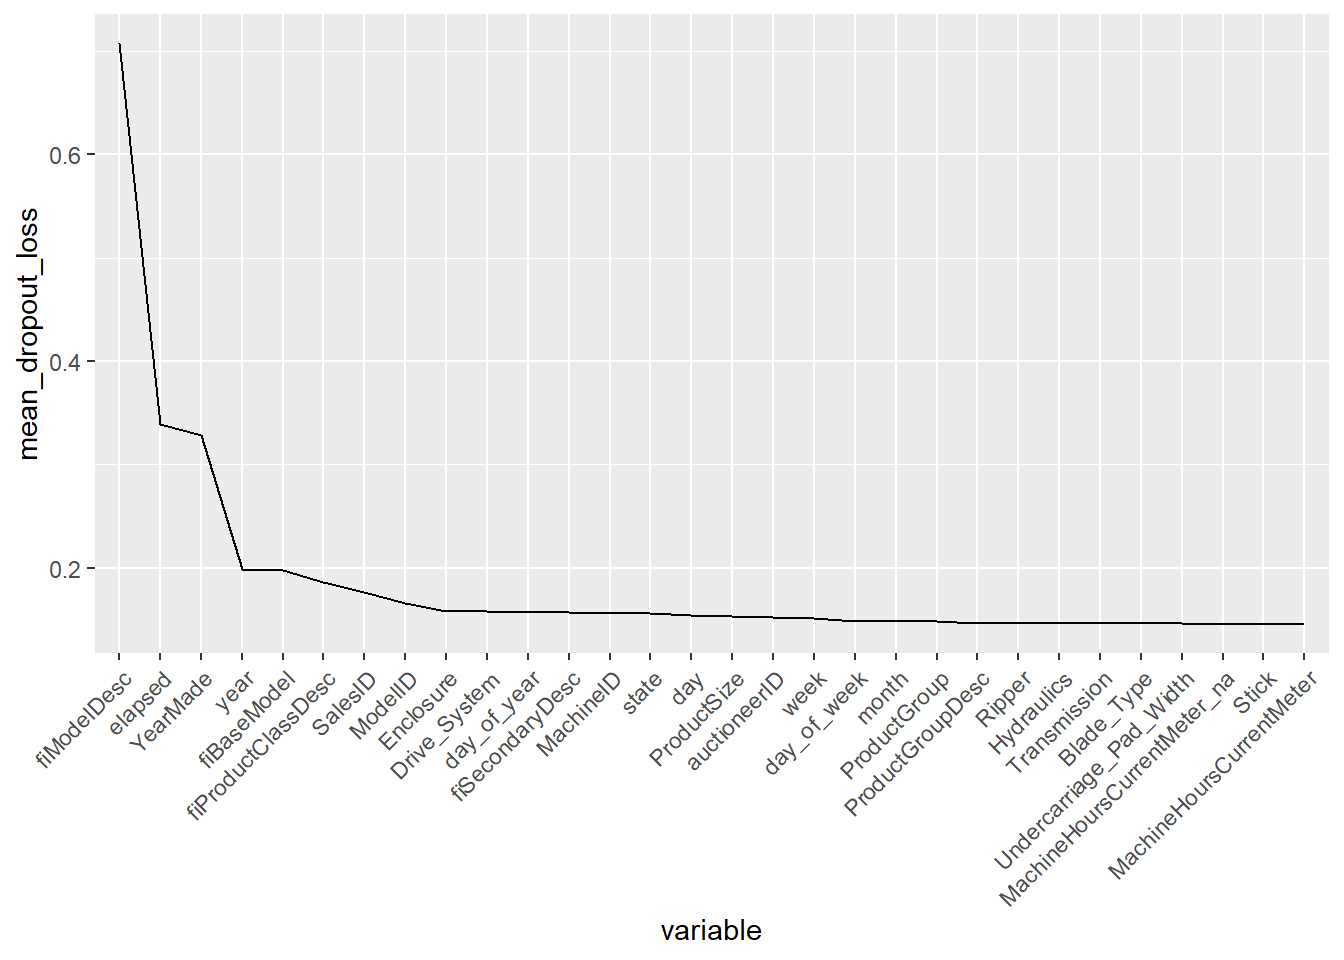 mean_dropout_loss
0.6
0.4
0.2
fiModelDesc
elapsed
YearMade
year
fiBaseModel
fiProductClassDesc
SalesID
ModelID
Enclosure
Drive_System
day_of_year
fiSecondaryDesc
MachineID
state
day
ProductSize
auctioneerID
week
day_of_week
month
ProductGroup
ProductGroupDesc
Ripper
Hydraulics
Transmission
Blade_Type
Undercarriage_Pad_Width
MachineHoursCurrentMeter_na
Stick
MachineHoursCurrentMeter
variable